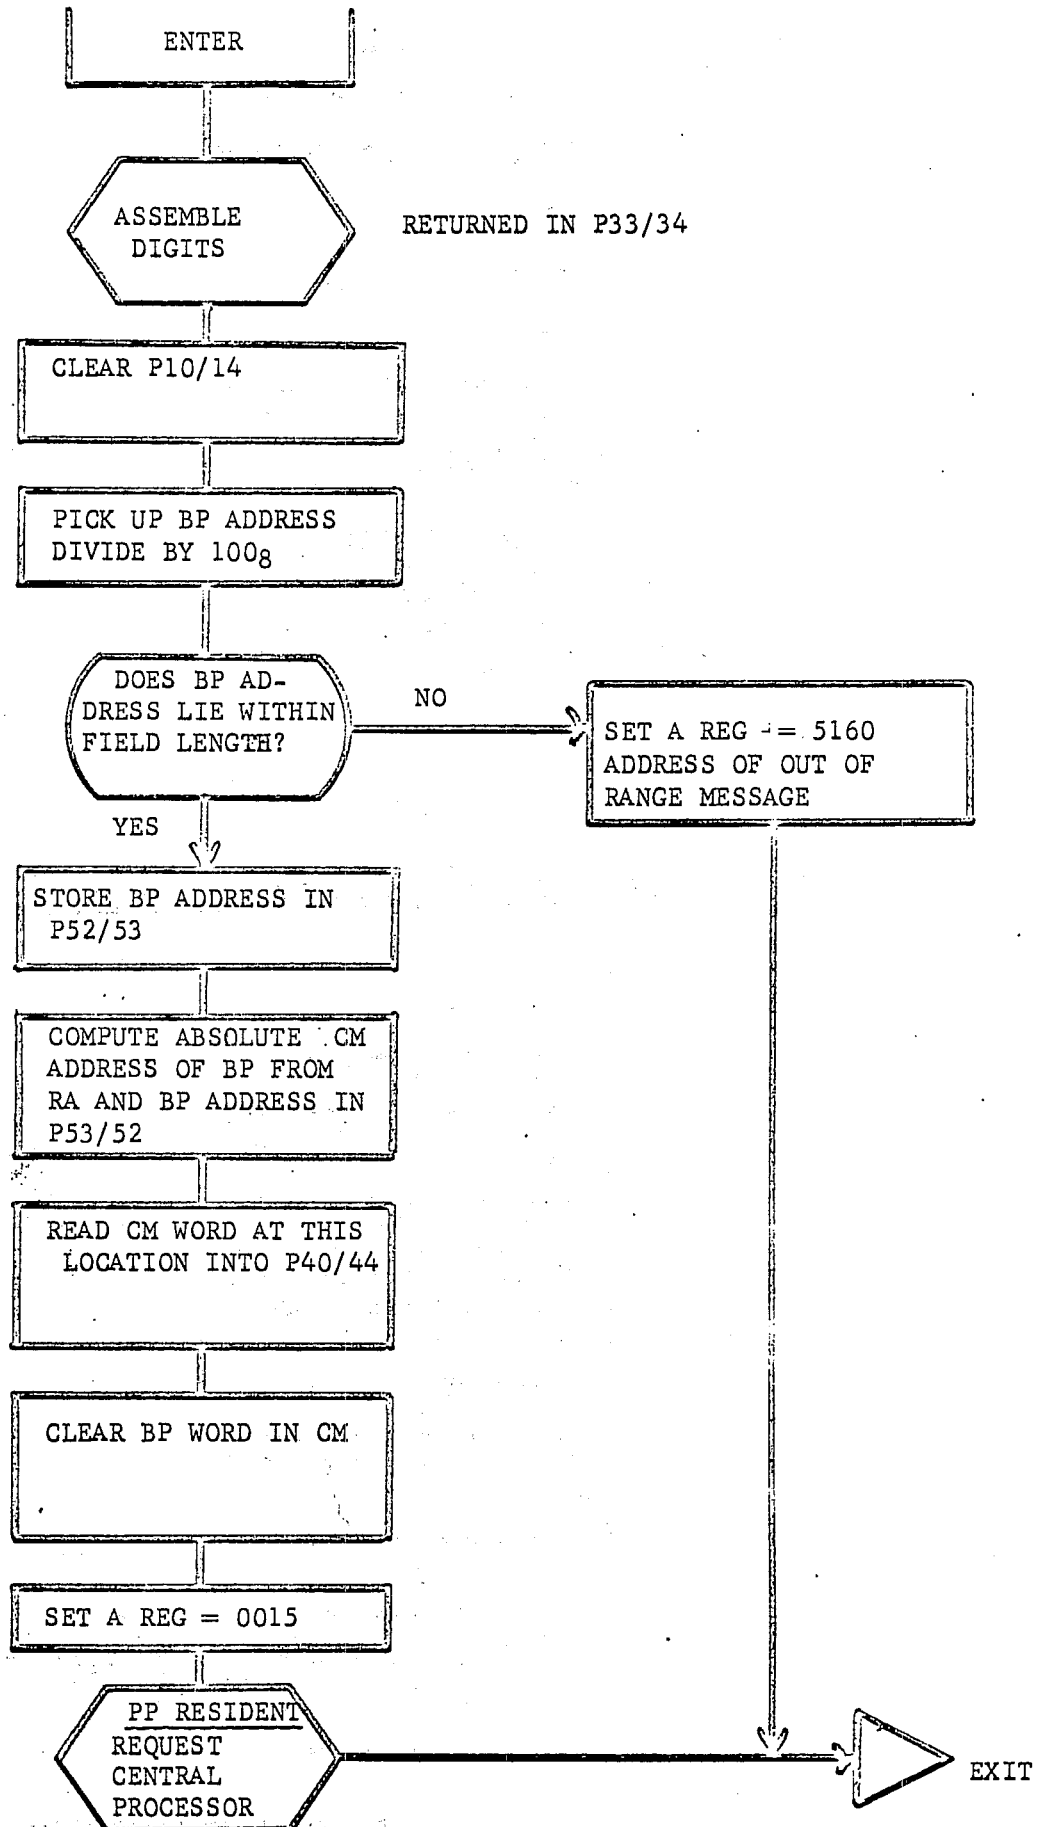 ENTER
ASSEMBLE
DIGITS
RETURNED IN P33/34
CLEAR P10/14
PICK UP BP ADDRESS
DIVIDE BY 100₈
DOES BP AD-
DRESS LIE WITHIN
FIELD LENGTH?
NO
SET A REG = 5160
ADDRESS OF OUT OF
RANGE MESSAGE
YES
STORE BP ADDRESS IN
P52/53
COMPUTE ABSOLUTE CM
ADDRESS OF BP FROM
RA AND BP ADDRESS IN
P53/52
READ CM WORD AT THIS
LOCATION INTO P40/44
CLEAR BP WORD IN CM
SET A REG = 0015
PP RESIDENT
REQUEST
CENTRAL
PROCESSOR
EXIT